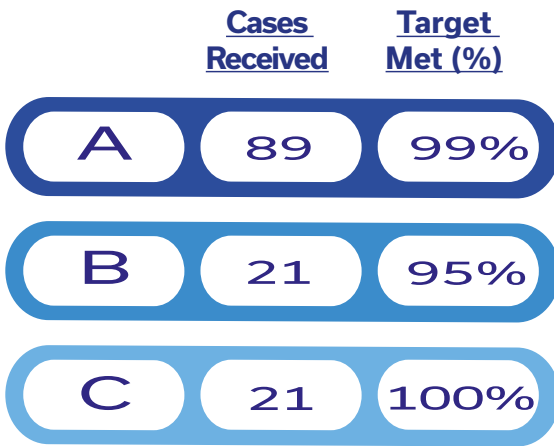 Cases Target
Received Met (%)
A 89 99%
B 21 95%
C 21 100%